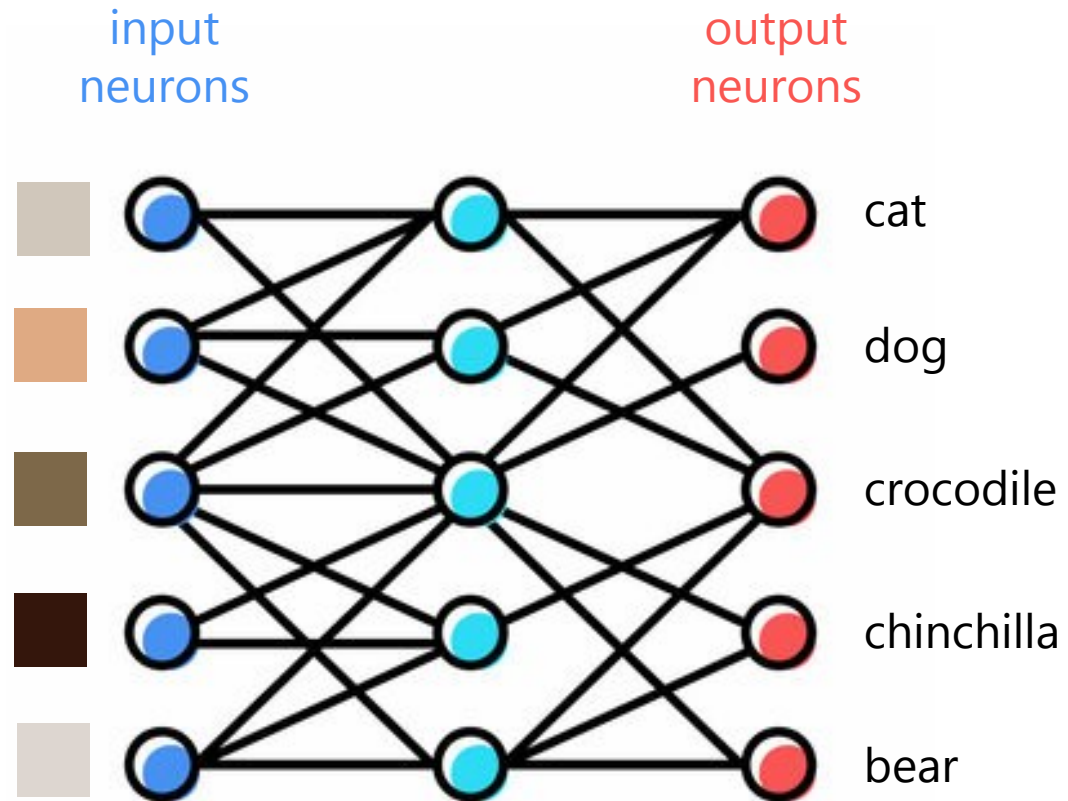 input
neurons
output
neurons
cat
dog
crocodile
chinchilla
bear